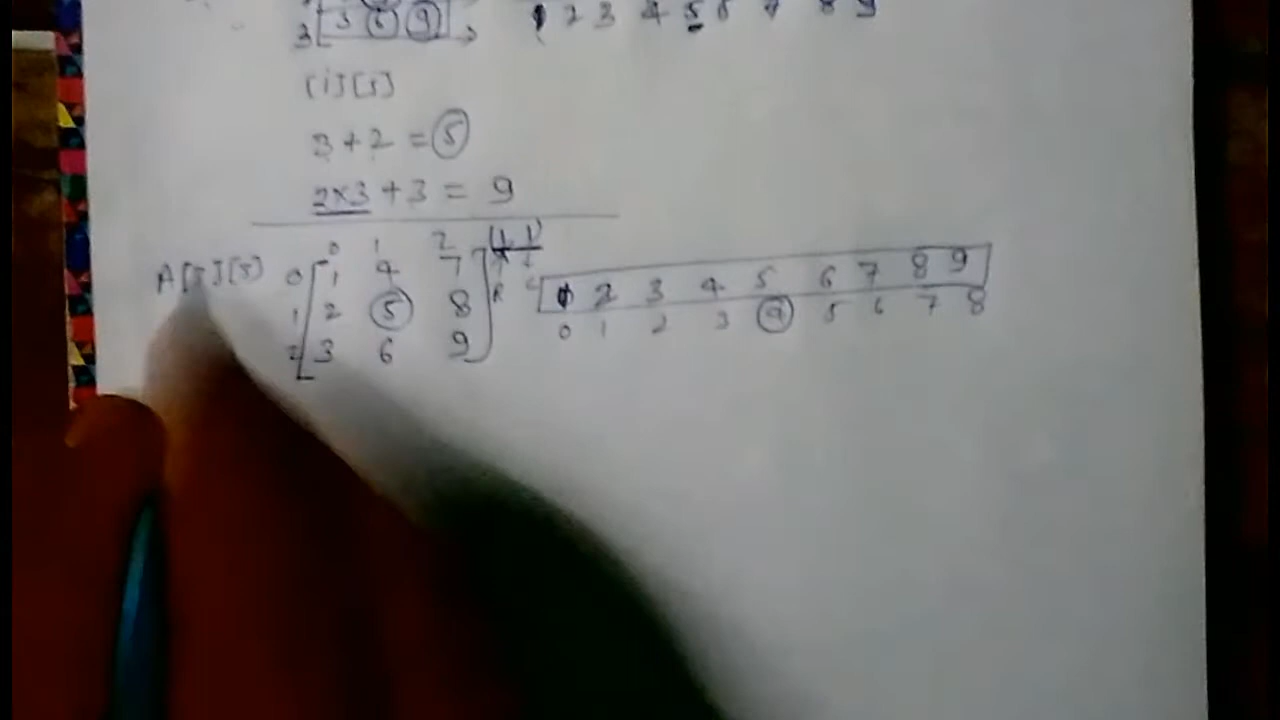 3 3 6 9 1 2 3 4 5 6 7 8 9
[i][j]
3+2 = 5
2×3 + 3 = 9
0 1 2 (1 1)
A[i][j] 0 1 4 7 R C 1 2 3 4 5 6 7 8 9
1 2 5 8 0 1 2 3 4 5 6 7 8
2 3 6 9